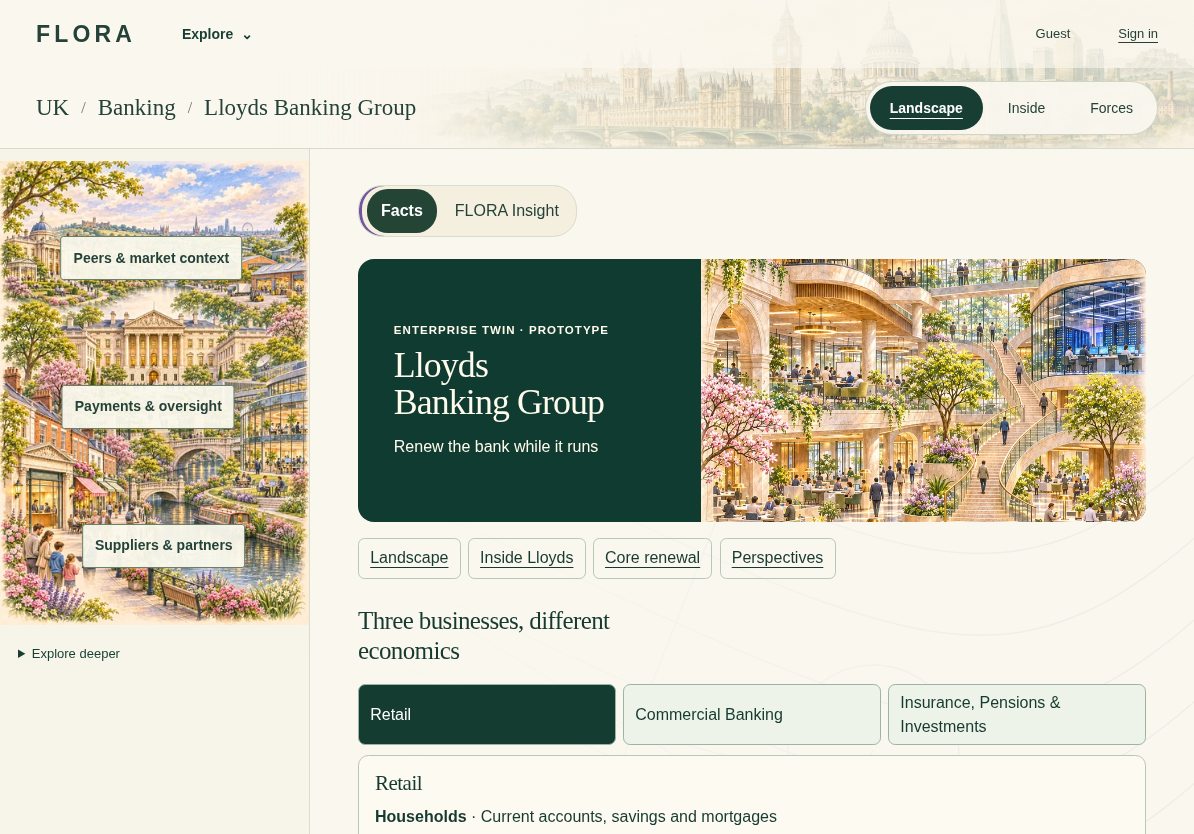 FLORA
Explore
Guest
Sign in
UK / Banking / Lloyds Banking Group
Landscape
Inside
Forces
Peers & market context
Payments & oversight
Suppliers & partners
Explore deeper
Facts
FLORA Insight
ENTERPRISE TWIN · PROTOTYPE
Lloyds
Banking Group
Renew the bank while it runs
Landscape
Inside Lloyds
Core renewal
Perspectives
Three businesses, different
economics
Retail
Commercial Banking
Insurance, Pensions &
Investments
Retail
Households · Current accounts, savings and mortgages